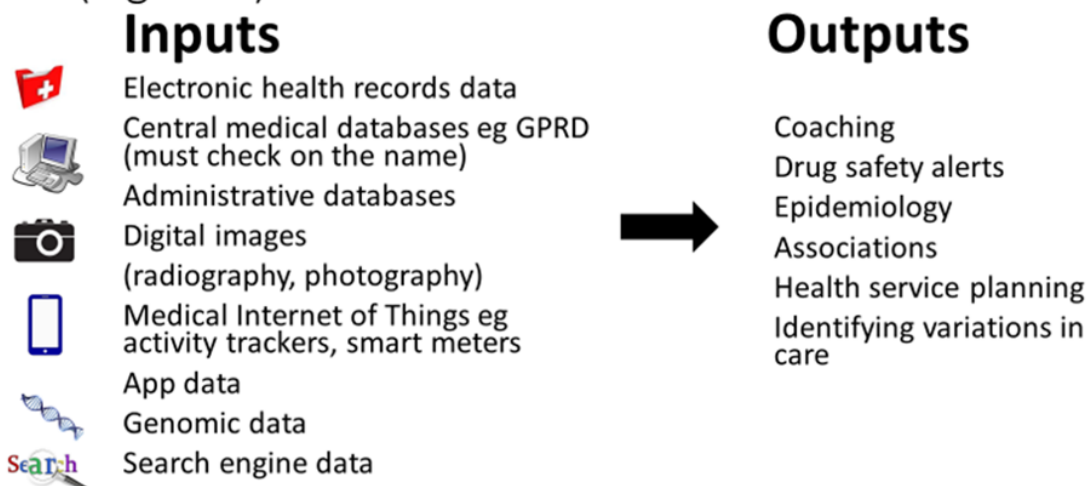 Inputs
Electronic health records data
Central medical databases eg GPRD
(must check on the name)
Administrative databases
Digital images
(radiography, photography)
Medical Internet of Things eg
activity trackers, smart meters
App data
Genomic data
Search
Search engine data
Outputs
Coaching
Drug safety alerts
Epidemiology
Associations
Health service planning
Identifying variations in
care